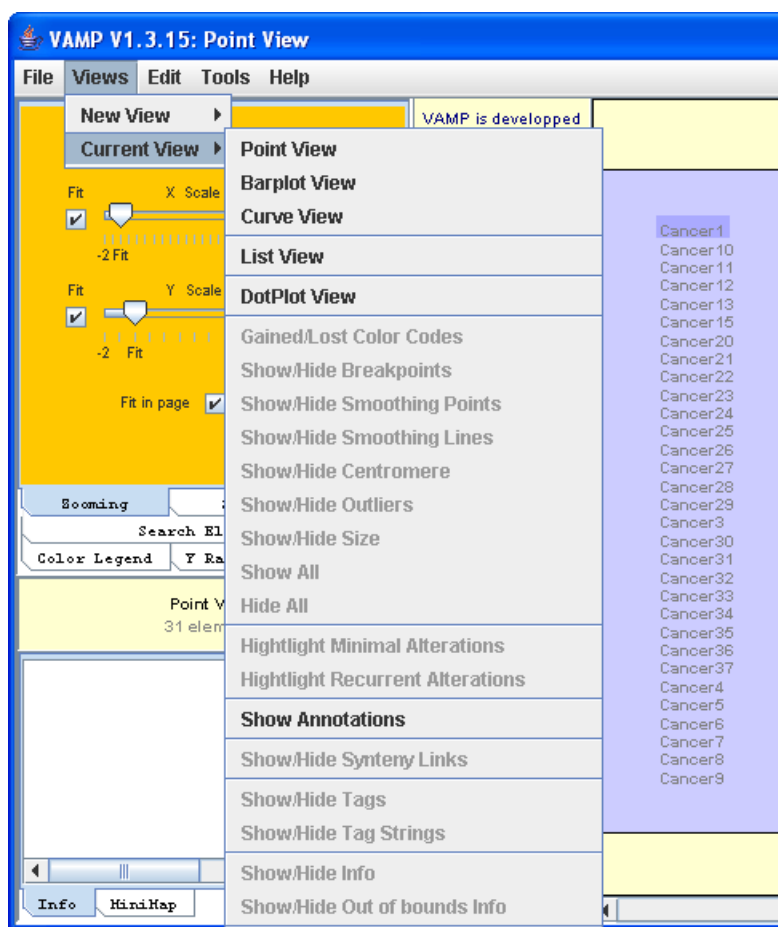 VAMP V1.3.15: Point View
File Views Edit Tools Help
New View
Current View
VAMP is developped
Point View
Barplot View
Curve View
List View
DotPlot View
Gained/Lost Color Codes
Show/Hide Breakpoints
Show/Hide Smoothing Points
Show/Hide Smoothing Lines
Show/Hide Centromere
Show/Hide Outliers
Show/Hide Size
Show All
Hide All
Hightlight Minimal Alterations
Hightlight Recurrent Alterations
Show Annotations
Show/Hide Synteny Links
Show/Hide Tags
Show/Hide Tag Strings
Show/Hide Info
Show/Hide Out of bounds Info
Fit X Scale
-2 Fit
Fit Y Scale
-2 Fit
Fit in page
Zooming
Search
Color Legend Y
Point
31
Info MiniMap
Cancer1
Cancer10
Cancer11
Cancer12
Cancer13
Cancer15
Cancer20
Cancer21
Cancer22
Cancer23
Cancer24
Cancer25
Cancer26
Cancer27
Cancer28
Cancer29
Cancer3
Cancer30
Cancer31
Cancer32
Cancer33
Cancer34
Cancer35
Cancer36
Cancer37
Cancer4
Cancer5
Cancer6
Cancer7
Cancer8
Cancer9